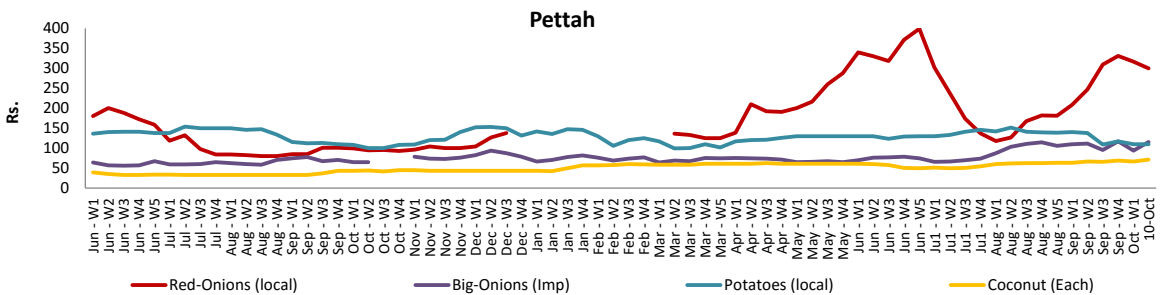 Pettah
Rs.
400
350
300
250
200
150
100
50
0
Jun - W1
Jun - W2
Jun - W3
Jun - W4
Jun - W5
Jul - W1
Jul - W2
Jul - W3
Jul - W4
Aug - W1
Aug - W2
Aug - W3
Aug - W4
Sep - W1
Sep - W2
Sep - W3
Sep - W4
Oct - W1
Oct - W2
Oct - W3
Oct - W4
Nov - W1
Nov - W2
Nov - W3
Nov - W4
Dec - W1
Dec - W2
Dec - W3
Dec - W4
Jan - W1
Jan - W2
Jan - W3
Jan - W4
Feb - W1
Feb - W2
Feb - W3
Feb - W4
Mar - W1
Mar - W2
Mar - W3
Mar - W4
Mar - W5
Apr - W1
Apr - W2
Apr - W3
Apr - W4
May - W1
May - W2
May - W3
May - W4
Jun - W1
Jun - W2
Jun - W3
Jun - W4
Jun - W5
Ju1 - W1
Ju1 - W2
Ju1 - W3
Ju1 - W4
Aug - W1
Aug - W2
Aug - W3
Aug - W4
Aug - W5
Sep - W1
Sep - W2
Sep - W3
Sep - W4
Oct - W1
10-Oct
Red-Onions (local)
Big-Onions (Imp)
Potatoes (local)
Coconut (Each)